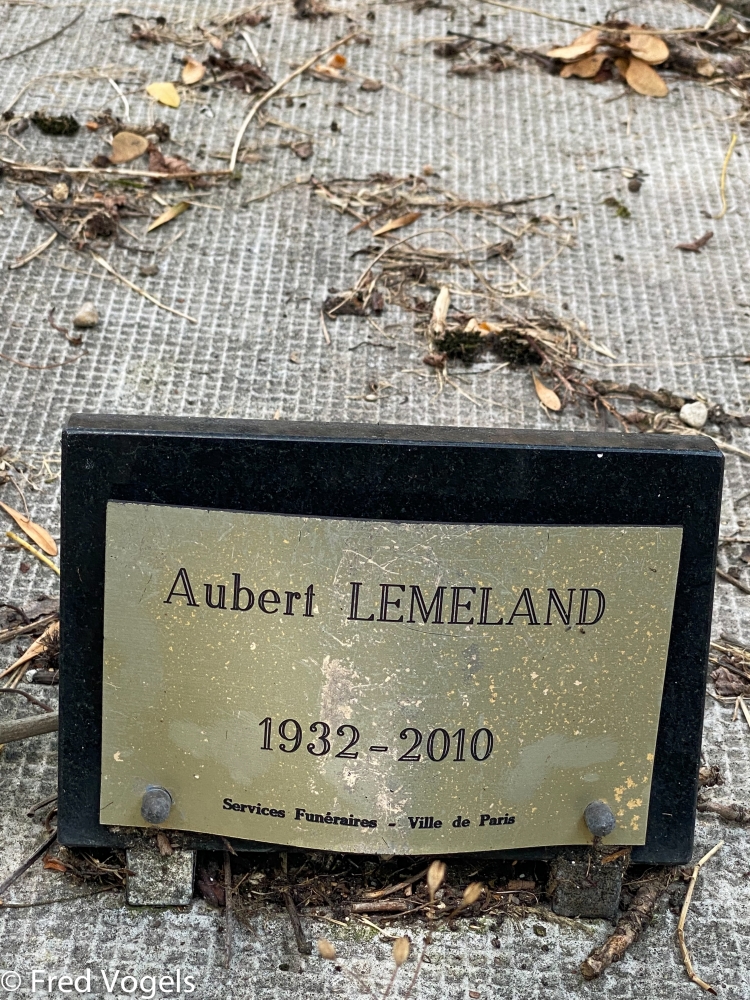 Aubert LEMELAND
1932-2010
Services Funéraires - Ville de Paris
© Fred Vogels